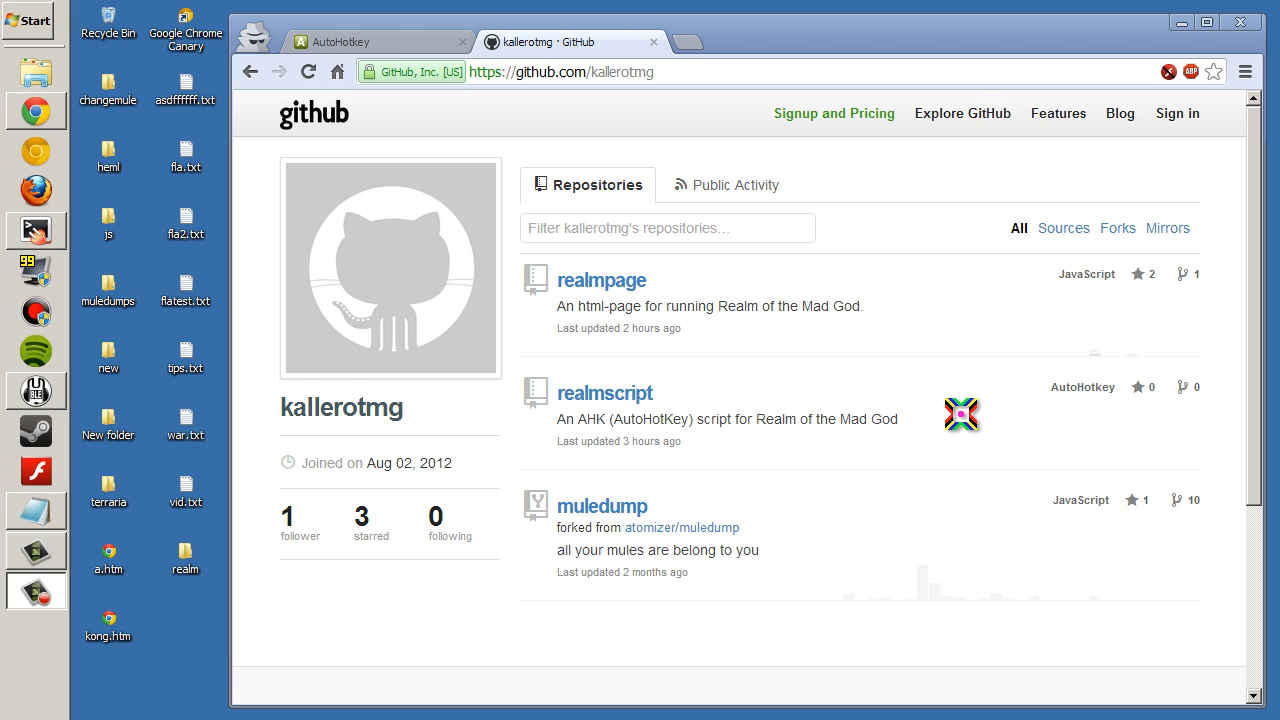 Start
Recycle Bin
Google Chrome
Canary
changemule
asdffffff.txt
heml
fla.txt
js
fla2.txt
muledumps
flatest.txt
new
tips.txt
New folder
war.txt
terraria
vid.txt
a.htm
realm
kong.htm
99
BLE
AutoHotkey
kallerotmg · GitHub
GitHub, Inc. [US]
https://github.com/kallerotmg
ABP
github
Signup and Pricing
Explore GitHub
Features
Blog
Sign in
kallerotmg
Joined on Aug 02, 2012
1 3 0
follower starred following
Repositories
Public Activity
Filter kallerotmg's repositories...
All Sources Forks Mirrors
realmpage
JavaScript 2 1
An html-page for running Realm of the Mad God.
Last updated 2 hours ago
realmscript
AutoHotkey 0 0
An AHK (AutoHotKey) script for Realm of the Mad God
Last updated 3 hours ago
muledump
JavaScript 1 10
forked from atomizer/muledump
all your mules are belong to you
Last updated 2 months ago